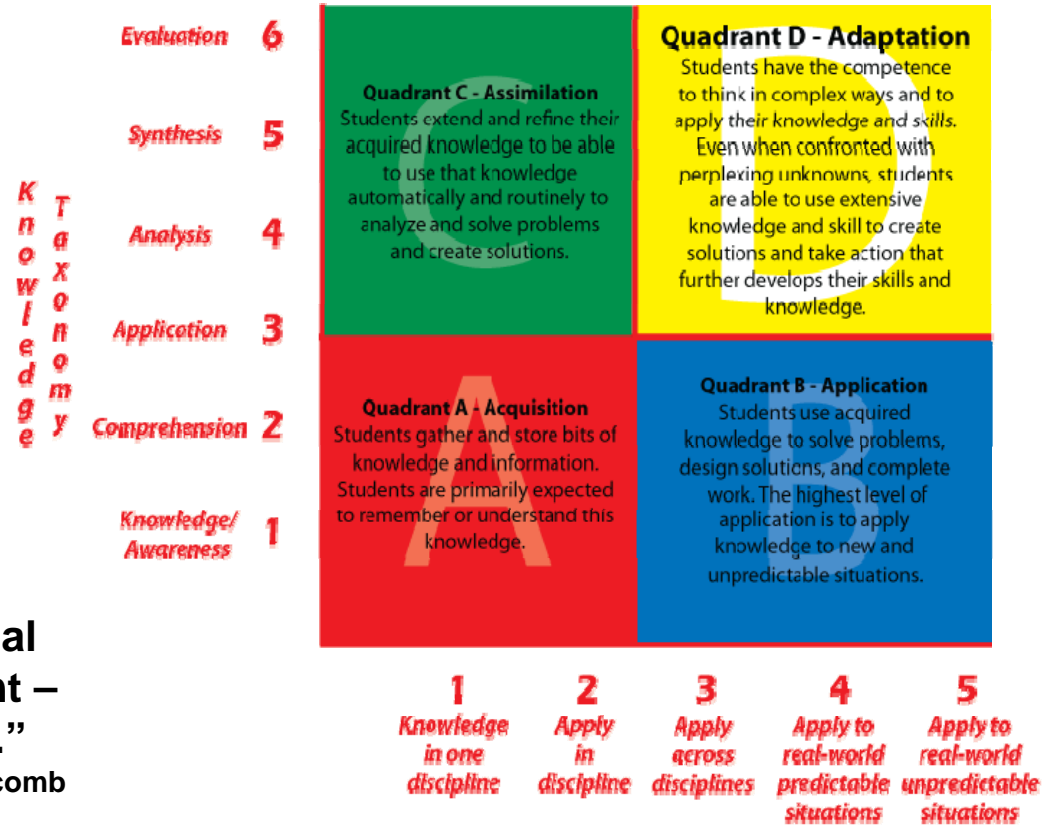 Evaluation 6
Synthesis 5
Analysis 4
Application 3
Comprehension 2
Knowledge/
Awareness 1
Knowledge
Taxonomy
C
Quadrant C - Assimilation
Students extend and refine their
acquired knowledge to be able
to use that knowledge
automatically and routinely to
analyze and solve problems
and create solutions.
D
Quadrant D - Adaptation
Students have the competence
to think in complex ways and to
apply their knowledge and skills.
Even when confronted with
perplexing unknowns, students
are able to use extensive
knowledge and skill to create
solutions and take action that
further develops their skills and
knowledge.
A
Quadrant A - Acquisition
Students gather and store bits of
knowledge and information.
Students are primarily expected
to remember or understand this
knowledge.
B
Quadrant B - Application
Students use acquired
knowledge to solve problems,
design solutions, and complete
work. The highest level of
application is to apply
knowledge to new and
unpredictable situations.
1
Knowledge
in one
discipline
2
Apply
in
discipline
3
Apply
across
disciplines
4
Apply to
real-world
predictable
situations
5
Apply to
real-world
unpredictable
situations
al
nt –
.”
comb